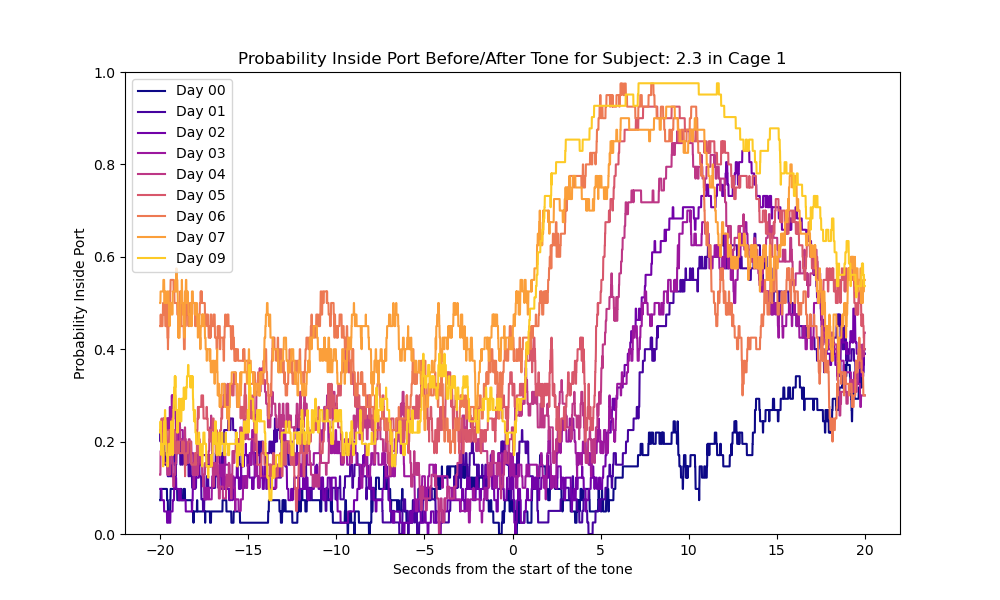 Probability Inside Port Before/After Tone for Subject: 2.3 in Cage 1
1.0
0.8
0.6
0.4
0.2
0.0
Probability Inside Port
Day 00
Day 01
Day 02
Day 03
Day 04
Day 05
Day 06
Day 07
Day 09
−20
−15
−10
−5
0
5
10
15
20
Seconds from the start of the tone